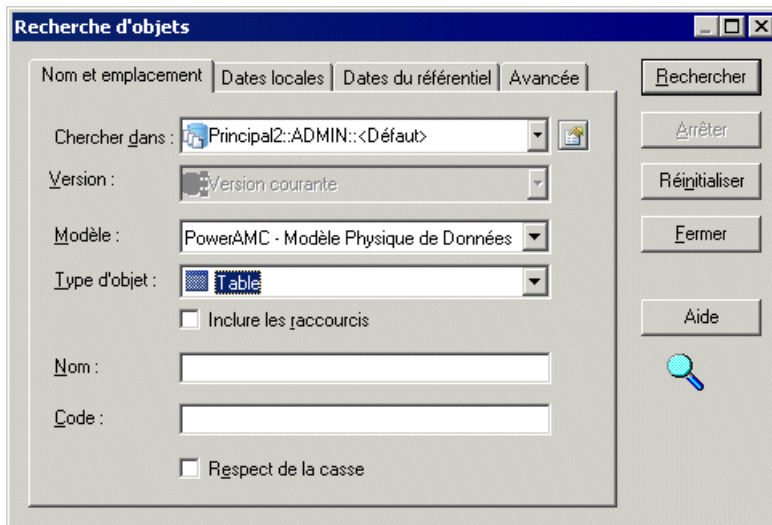 Recherche d'objets
Nom et emplacement Dates locales Dates du référentiel Avancée
Rechercher
Chercher dans : Principal2::ADMIN::<Défaut>
Arrêter
Version : Version courante
Réinitialiser
Modèle : PowerAMC - Modèle Physique de Données
Fermer
Type d'objet : Table
Inclure les raccourcis
Aide
Nom :
Code :
Respect de la casse